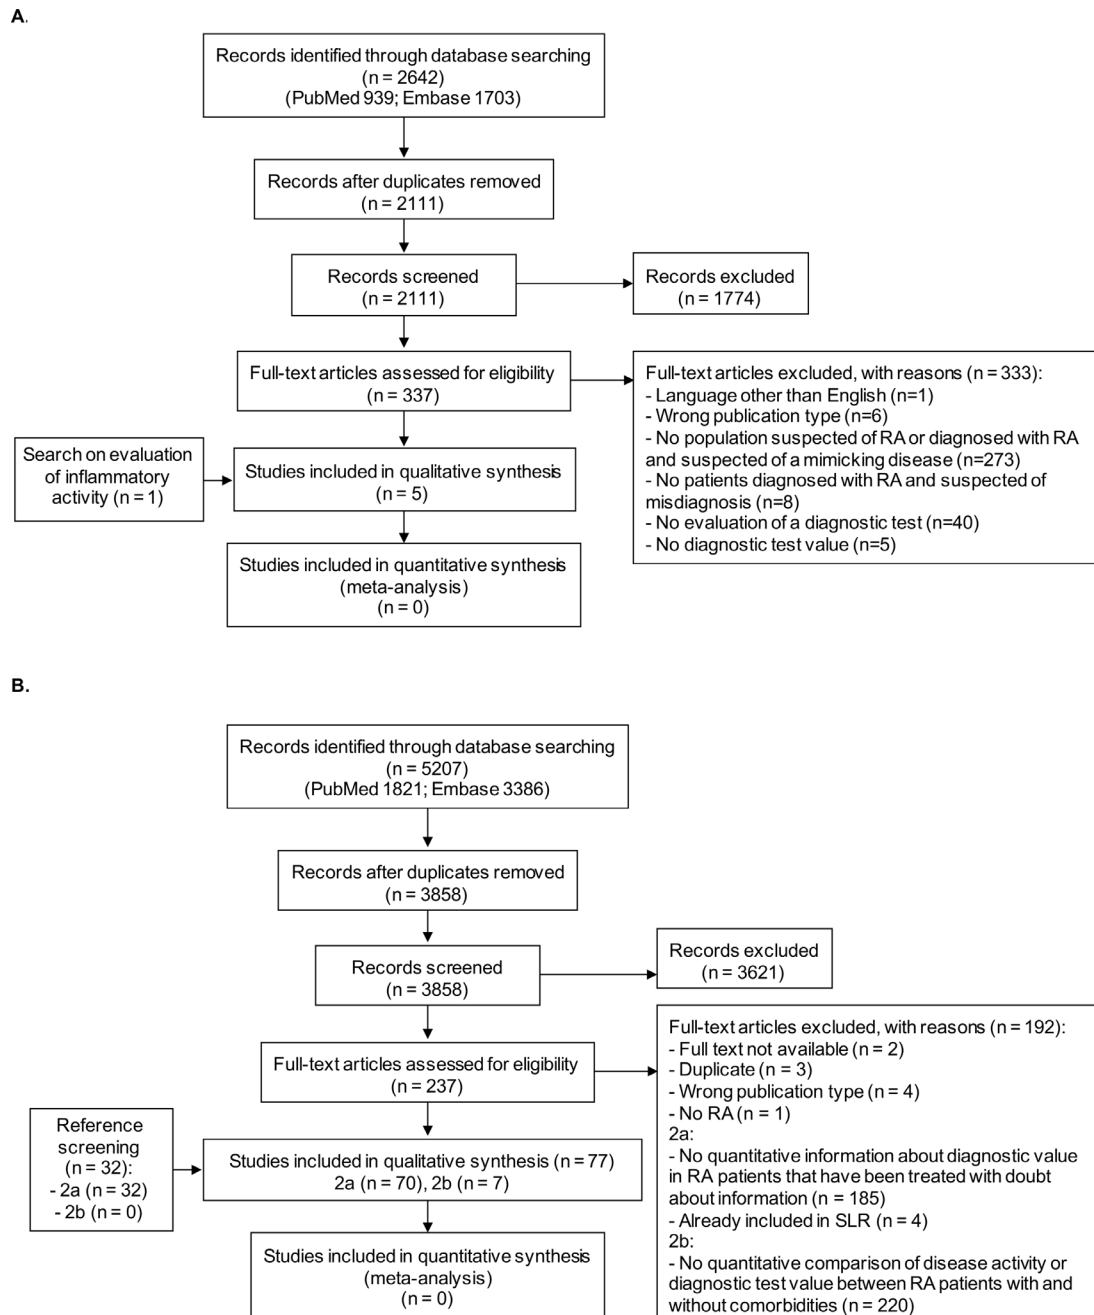 A.
Records identified through database searching
(n = 2642)
(PubMed 939; Embase 1703)
Records after duplicates removed
(n = 2111)
Records screened
(n = 2111)
Records excluded
(n = 1774)
Full-text articles assessed for eligibility
(n = 337)
Full-text articles excluded, with reasons (n = 333):
- Language other than English (n=1)
- Wrong publication type (n=6)
- No population suspected of RA or diagnosed with RA
and suspected of a mimicking disease (n=273)
- No patients diagnosed with RA and suspected of
misdiagnosis (n=8)
- No evaluation of a diagnostic test (n=40)
- No diagnostic test value (n=5)
Search on evaluation
of inflammatory
activity (n = 1)
Studies included in qualitative synthesis
(n = 5)
Studies included in quantitative synthesis
(meta-analysis)
(n = 0)
B.
Records identified through database searching
(n = 5207)
(PubMed 1821; Embase 3386)
Records after duplicates removed
(n = 3858)
Records screened
(n = 3858)
Records excluded
(n = 3621)
Full-text articles assessed for eligibility
(n = 237)
Full-text articles excluded, with reasons (n = 192):
- Full text not available (n = 2)
- Duplicate (n = 3)
- Wrong publication type (n = 4)
- No RA (n = 1)
2a:
- No quantitative information about diagnostic value
in RA patients that have been treated with doubt
about information (n = 185)
- Already included in SLR (n = 4)
2b:
- No quantitative comparison of disease activity or
diagnostic test value between RA patients with and
without comorbidities (n = 220)
Reference
screening
(n = 32):
- 2a (n = 32)
- 2b (n = 0)
Studies included in qualitative synthesis (n = 77)
2a (n = 70), 2b (n = 7)
Studies included in quantitative synthesis
(meta-analysis)
(n = 0)